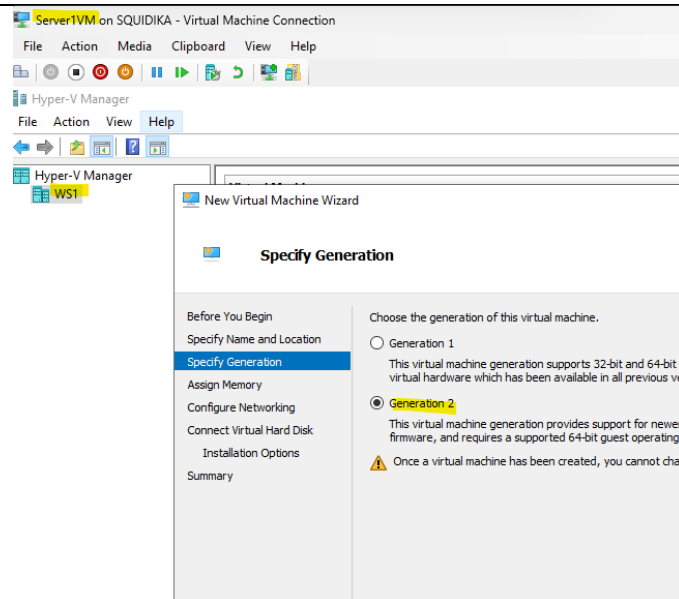 Server1VM on SQUIDIKA - Virtual Machine Connection
File Action Media Clipboard View Help
Hyper-V Manager
File Action View Help
Hyper-V Manager
WS1
New Virtual Machine Wizard
Specify Generation
Before You Begin
Specify Name and Location
Specify Generation
Assign Memory
Configure Networking
Connect Virtual Hard Disk
Installation Options
Summary
Choose the generation of this virtual machine.
Generation 1
This virtual machine generation supports 32-bit and 64-bit
virtual hardware which has been available in all previous ve
Generation 2
This virtual machine generation provides support for newe
firmware, and requires a supported 64-bit guest operating
Once a virtual machine has been created, you cannot cha